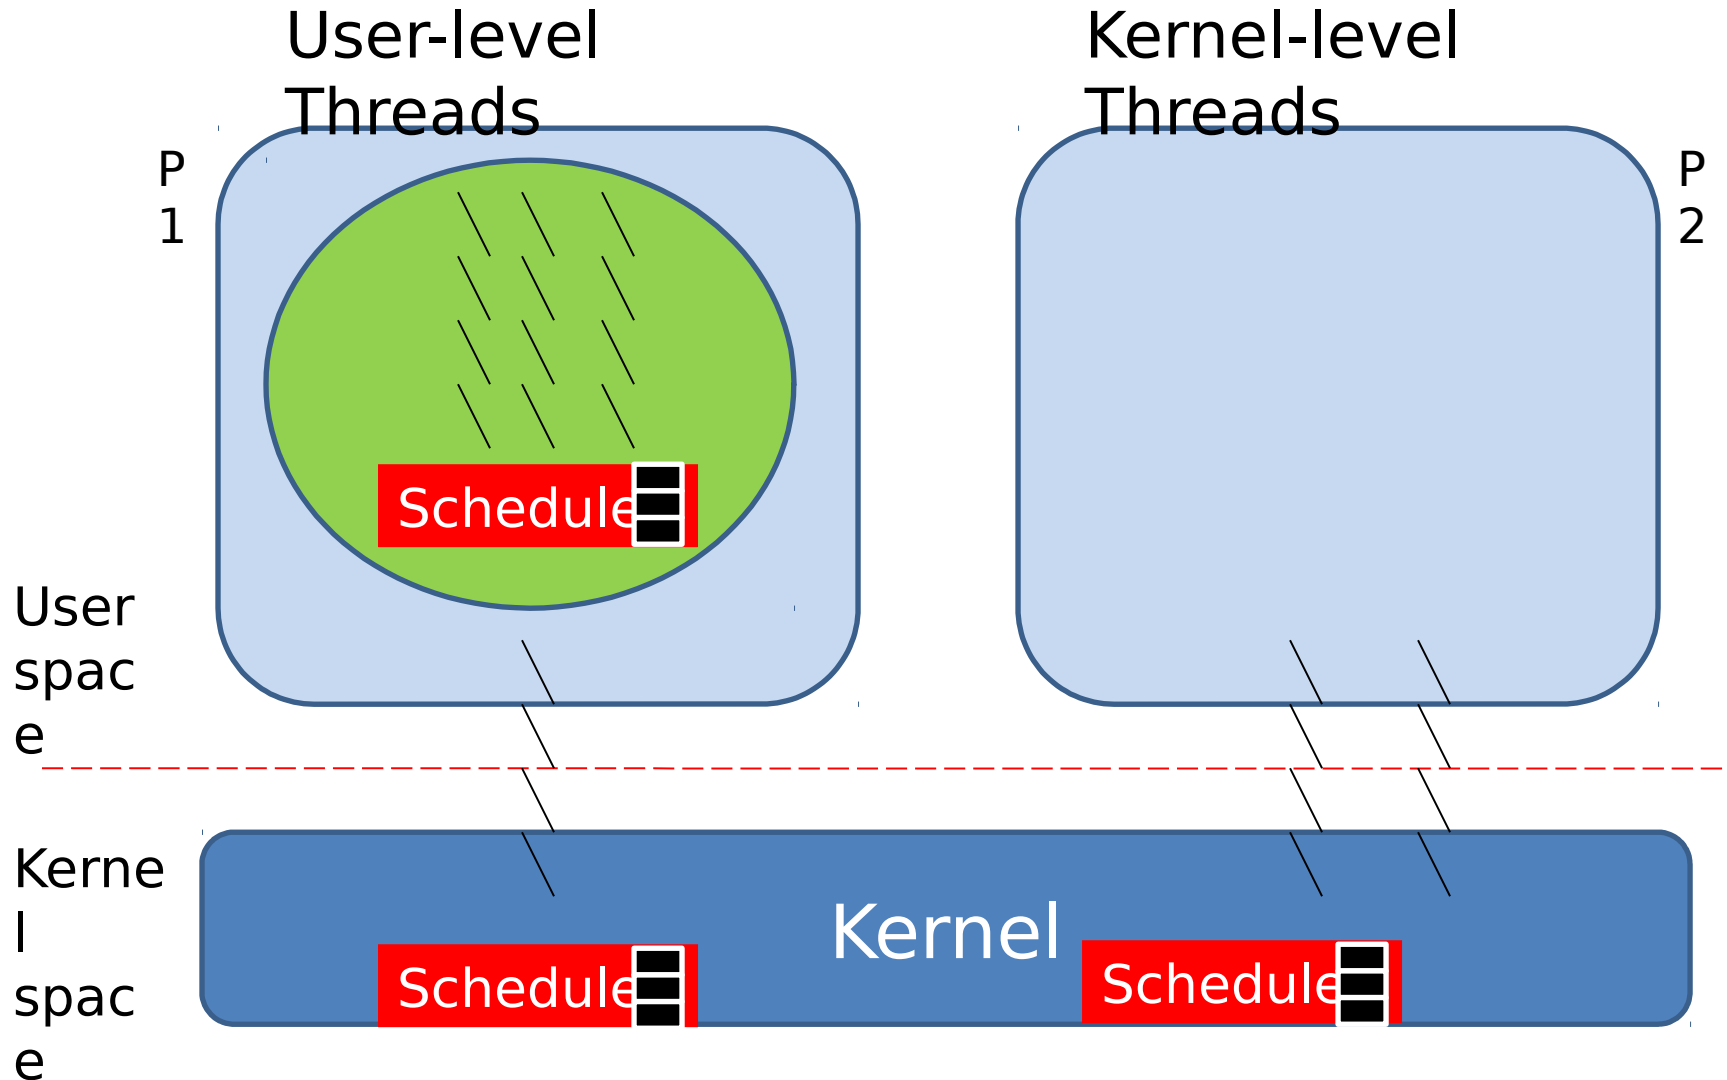 User-level
Threads
Kernel-level
Threads
P
1
P
2
Schedule
User
spac
e
Kerne
l
spac
e
Kernel
Schedule
Schedule